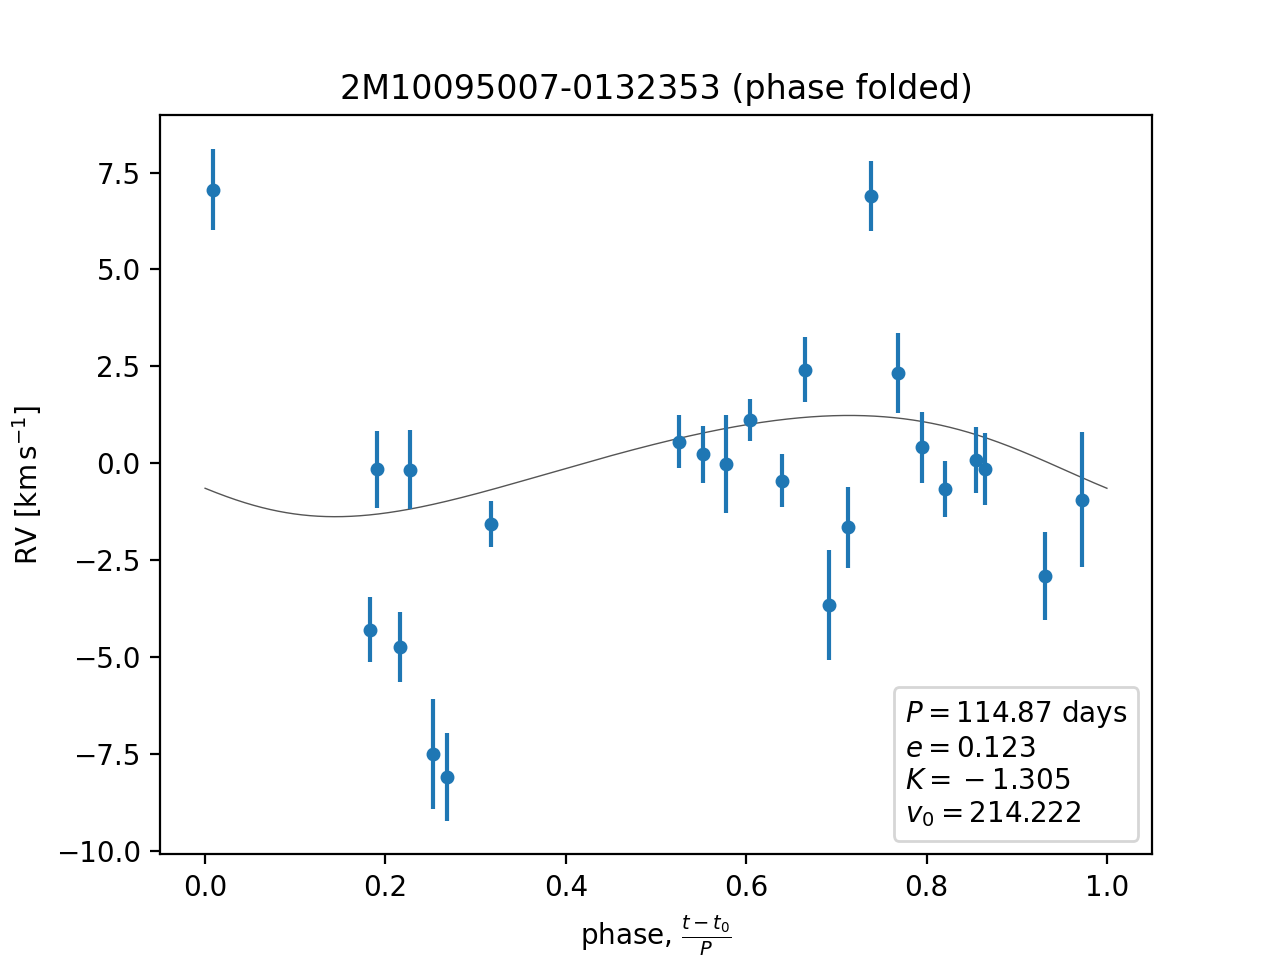 2M10095007-0132353 (phase folded)
7.5
5.0
2.5
0.0
−2.5
−5.0
−7.5
−10.0
RV [km s⁻¹]
0.0 0.2 0.4 0.6 0.8 1.0
phase, (t − t₀)/P
P = 114.87 days
e = 0.123
K = −1.305
v₀ = 214.222